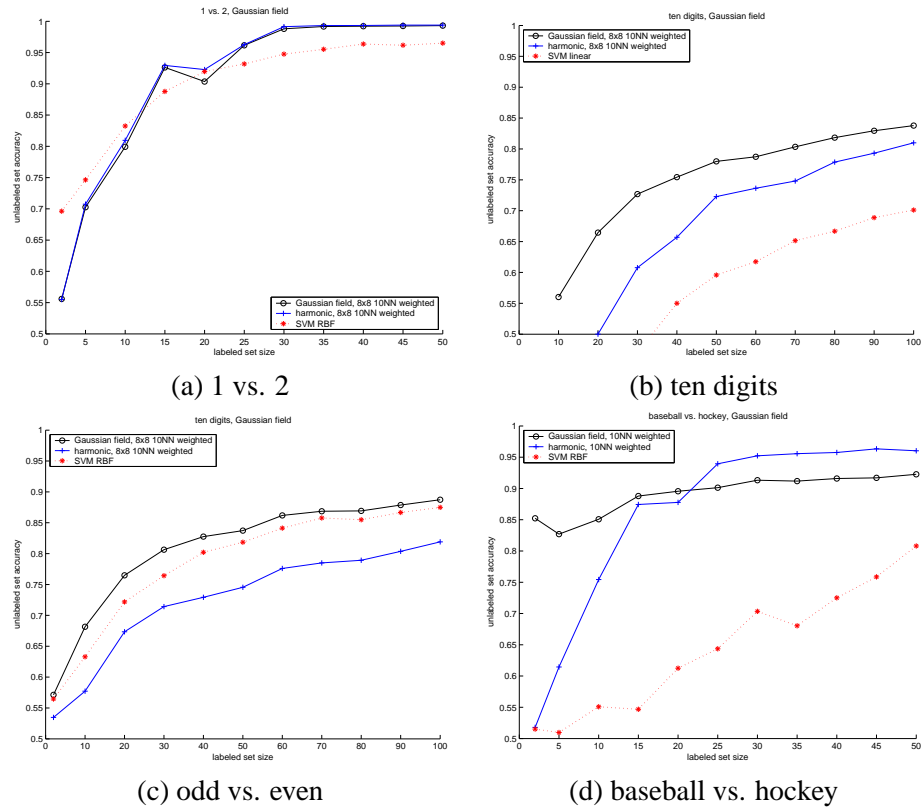 1 vs. 2, Gaussian field
1
0.95
0.9
0.85
0.8
0.75
0.7
0.65
0.6
0.55
0.5
unlabeled set accuracy
Gaussian field, 8x8 10NN weighted
harmonic, 8x8 10NN weighted
SVM RBF
0 5 10 15 20 25 30 35 40 45 50
labeled set size
(a) 1 vs. 2
ten digits, Gaussian field
1
0.95
0.9
0.85
0.8
0.75
0.7
0.65
0.6
0.55
0.5
unlabeled set accuracy
Gaussian field, 8x8 10NN weighted
harmonic, 8x8 10NN weighted
SVM linear
0 10 20 30 40 50 60 70 80 90 100
labeled set size
(b) ten digits
ten digits, Gaussian field
1
0.95
0.9
0.85
0.8
0.75
0.7
0.65
0.6
0.55
0.5
unlabeled set accuracy
Gaussian field, 8x8 10NN weighted
harmonic, 8x8 10NN weighted
SVM RBF
0 10 20 30 40 50 60 70 80 90 100
labeled set size
(c) odd vs. even
baseball vs. hockey, Gaussian field
1
0.95
0.9
0.85
0.8
0.75
0.7
0.65
0.6
0.55
0.5
unlabeled set accuracy
Gaussian field, 10NN weighted
harmonic, 10NN weighted
SVM RBF
0 5 10 15 20 25 30 35 40 45 50
labeled set size
(d) baseball vs. hockey